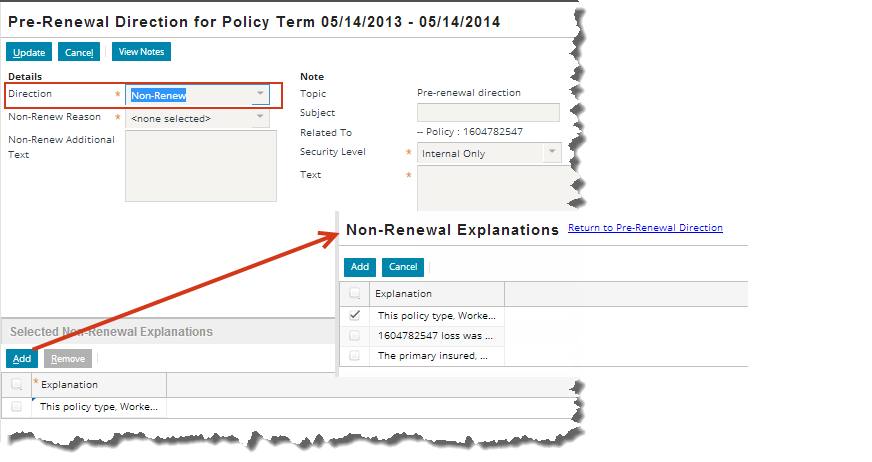 Pre-Renewal Direction for Policy Term 05/14/2013 - 05/14/2014
Update Cancel View Notes
Details
Direction * Non-Renew
Non-Renew Reason * <none selected>
Non-Renew Additional
Text
Note
Topic Pre-renewal direction
Subject
Related To -- Policy : 1604782547
Security Level * Internal Only
Text *
Non-Renewal Explanations Return to Pre-Renewal Direction
Add Cancel
Explanation
This policy type, Worke...
1604782547 loss was ...
The primary insured, ...
Selected Non-Renewal Explanations
Add Remove
* Explanation
This policy type, Worke...